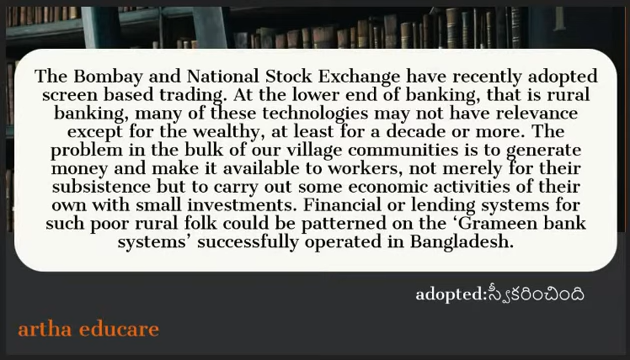 The Bombay and National Stock Exchange have recently adopted
screen based trading. At the lower end of banking, that is rural
banking, many of these technologies may not have relevance
except for the wealthy, at least for a decade or more. The
problem in the bulk of our village communities is to generate
money and make it available to workers, not merely for their
subsistence but to carry out some economic activities of their
own with small investments. Financial or lending systems for
such poor rural folk could be patterned on the ‘Grameen bank
systems’ successfully operated in Bangladesh.
adopted:స్వీకరించింది
artha educare